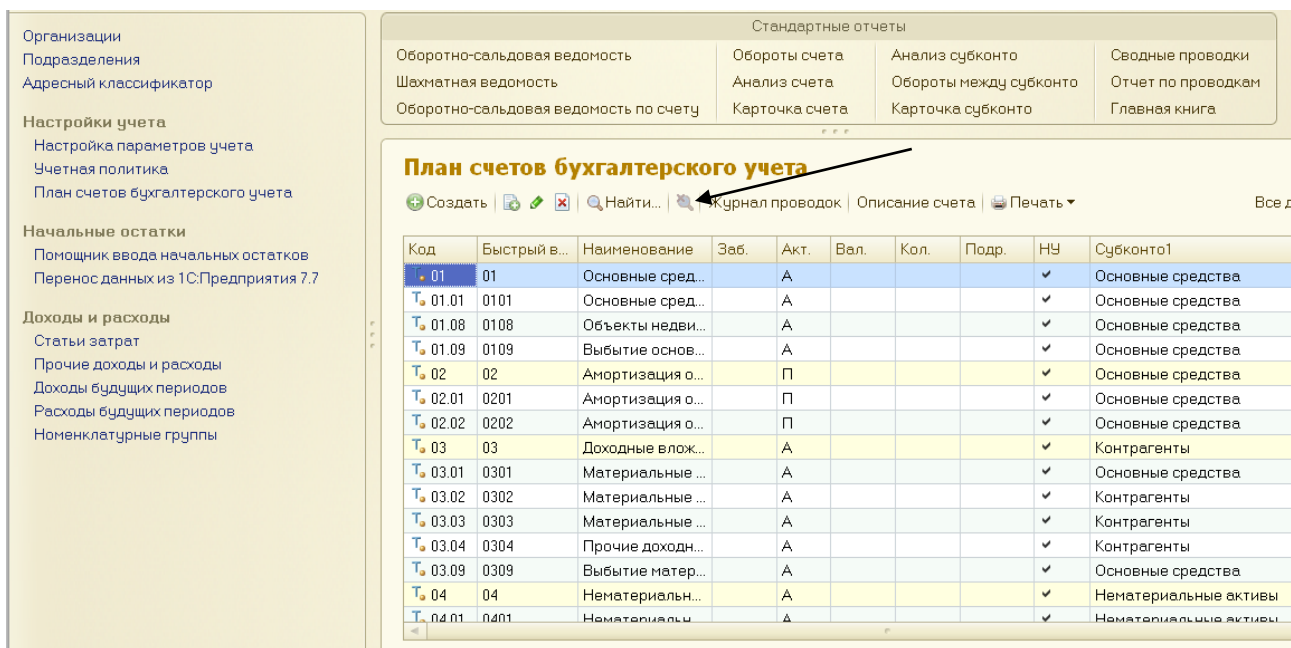 Организации
Подразделения
Адресный классификатор
Настройки учета
Настройка параметров учета
Учетная политика
План счетов бухгалтерского учета
Начальные остатки
Помощник ввода начальных остатков
Перенос данных из 1С:Предприятия 7.7
Доходы и расходы
Статьи затрат
Прочие доходы и расходы
Доходы будущих периодов
Расходы будущих периодов
Номенклатурные группы
Стандартные отчеты
Оборотно-сальдовая ведомость Обороты счета Анализ субконто Сводные проводки
Шахматная ведомость Анализ счета Обороты между субконто Отчет по проводкам
Оборотно-сальдовая ведомость по счету Карточка счета Карточка субконто Главная книга
План счетов бухгалтерского учета
Создать Найти... Журнал проводок Описание счета Печать Все д
Код Быстрый в... Наименование Заб. Акт. Вал. Кол. Подр. НУ Субконто1
01 01 Основные сред... А Основные средства
01.01 0101 Основные сред... А Основные средства
01.08 0108 Объекты недви... А Основные средства
01.09 0109 Выбытие основ... А Основные средства
02 02 Амортизация о... П Основные средства
02.01 0201 Амортизация о... П Основные средства
02.02 0202 Амортизация о... П Основные средства
03 03 Доходные влож... А Контрагенты
03.01 0301 Материальные ... А Основные средства
03.02 0302 Материальные ... А Контрагенты
03.03 0303 Материальные ... А Контрагенты
03.04 0304 Прочие доходн... А Контрагенты
03.09 0309 Выбытие матер... А Основные средства
04 04 Нематериальн... А Нематериальные активы
04.01 0401 Нематериальн... А Нематериальные активы